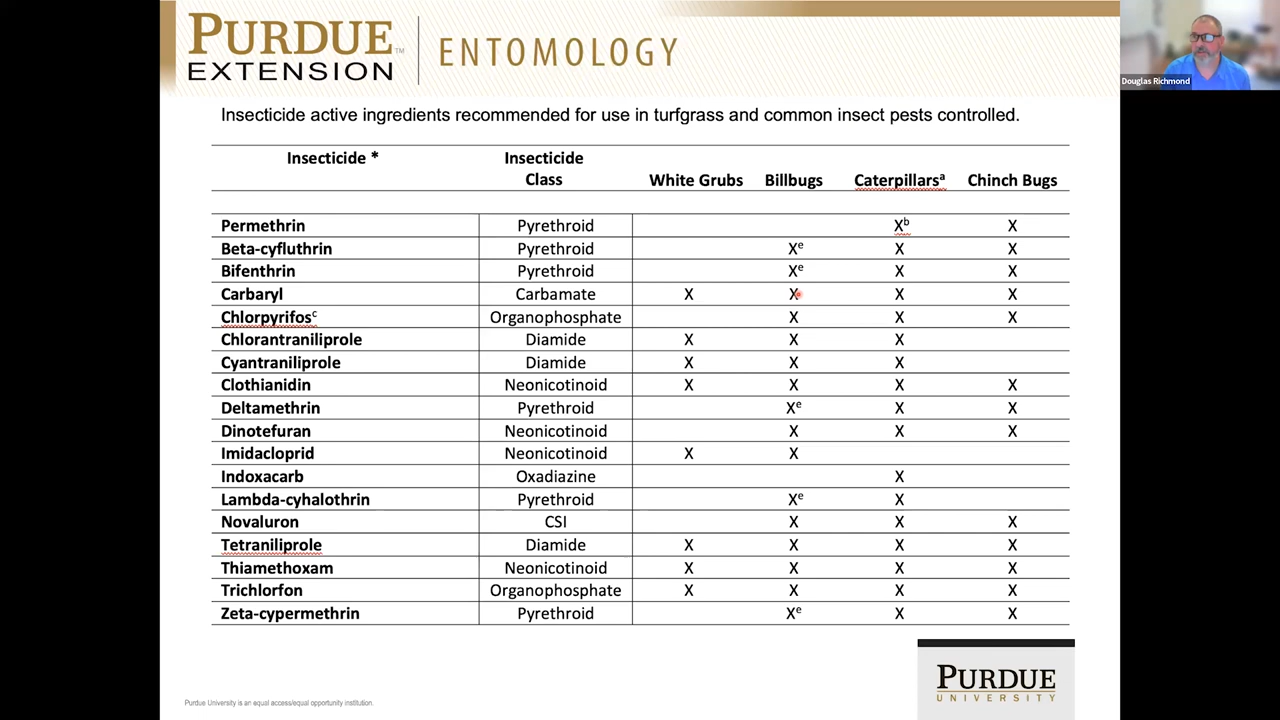 PURDUE™
EXTENSION
ENTOMOLOGY
Douglas Richmond
Insecticide active ingredients recommended for use in turfgrass and common insect pests controlled.
Insecticide * Insecticide Class White Grubs Billbugs Caterpillarsᵃ Chinch Bugs
Permethrin Pyrethroid Xᵇ X
Beta-cyfluthrin Pyrethroid Xᵉ X X
Bifenthrin Pyrethroid Xᵉ X X
Carbaryl Carbamate X X X X
Chlorpyrifosᶜ Organophosphate X X X
Chlorantraniliprole Diamide X X X
Cyantraniliprole Diamide X X X
Clothianidin Neonicotinoid X X X X
Deltamethrin Pyrethroid Xᵉ X X
Dinotefuran Neonicotinoid X X X
Imidacloprid Neonicotinoid X X
Indoxacarb Oxadiazine X
Lambda-cyhalothrin Pyrethroid Xᵉ X
Novaluron CSI X X X
Tetraniliprole Diamide X X X X
Thiamethoxam Neonicotinoid X X X X
Trichlorfon Organophosphate X X X X
Zeta-cypermethrin Pyrethroid Xᵉ X X
PURDUE
UNIVERSITY
Purdue University is an equal access/equal opportunity institution.